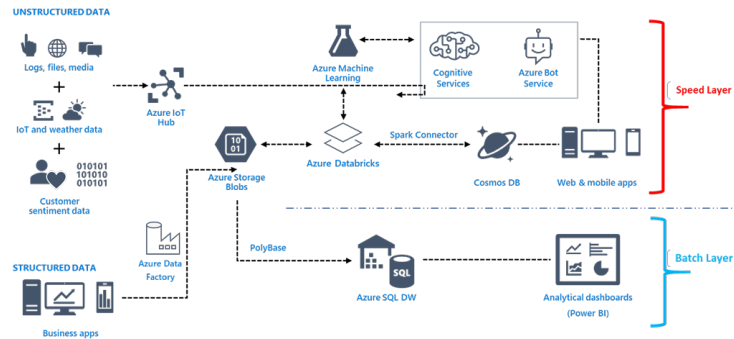 UNSTRUCTURED DATA
Logs, files, media
IoT and weather data
010101
101010
010101
Customer
sentiment data
Azure IoT
Hub
Azure Machine
Learning
Cognitive
Services
Azure Bot
Service
Speed Layer
10
01
Azure Storage
Blobs
Azure Databricks
Spark Connector
Cosmos DB
Web & mobile apps
Azure Data
Factory
PolyBase
SQL
Azure SQL DW
Analytical dashboards
(Power BI)
Batch Layer
STRUCTURED DATA
Business apps